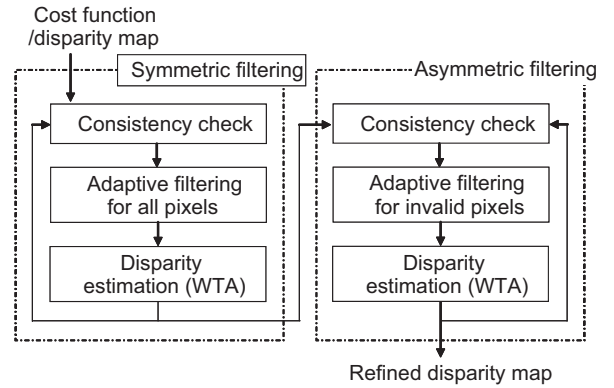 Cost function
/disparity map
Symmetric filtering
Consistency check
Adaptive filtering
for all pixels
Disparity
estimation (WTA)
Asymmetric filtering
Consistency check
Adaptive filtering
for invalid pixels
Disparity
estimation (WTA)
Refined disparity map